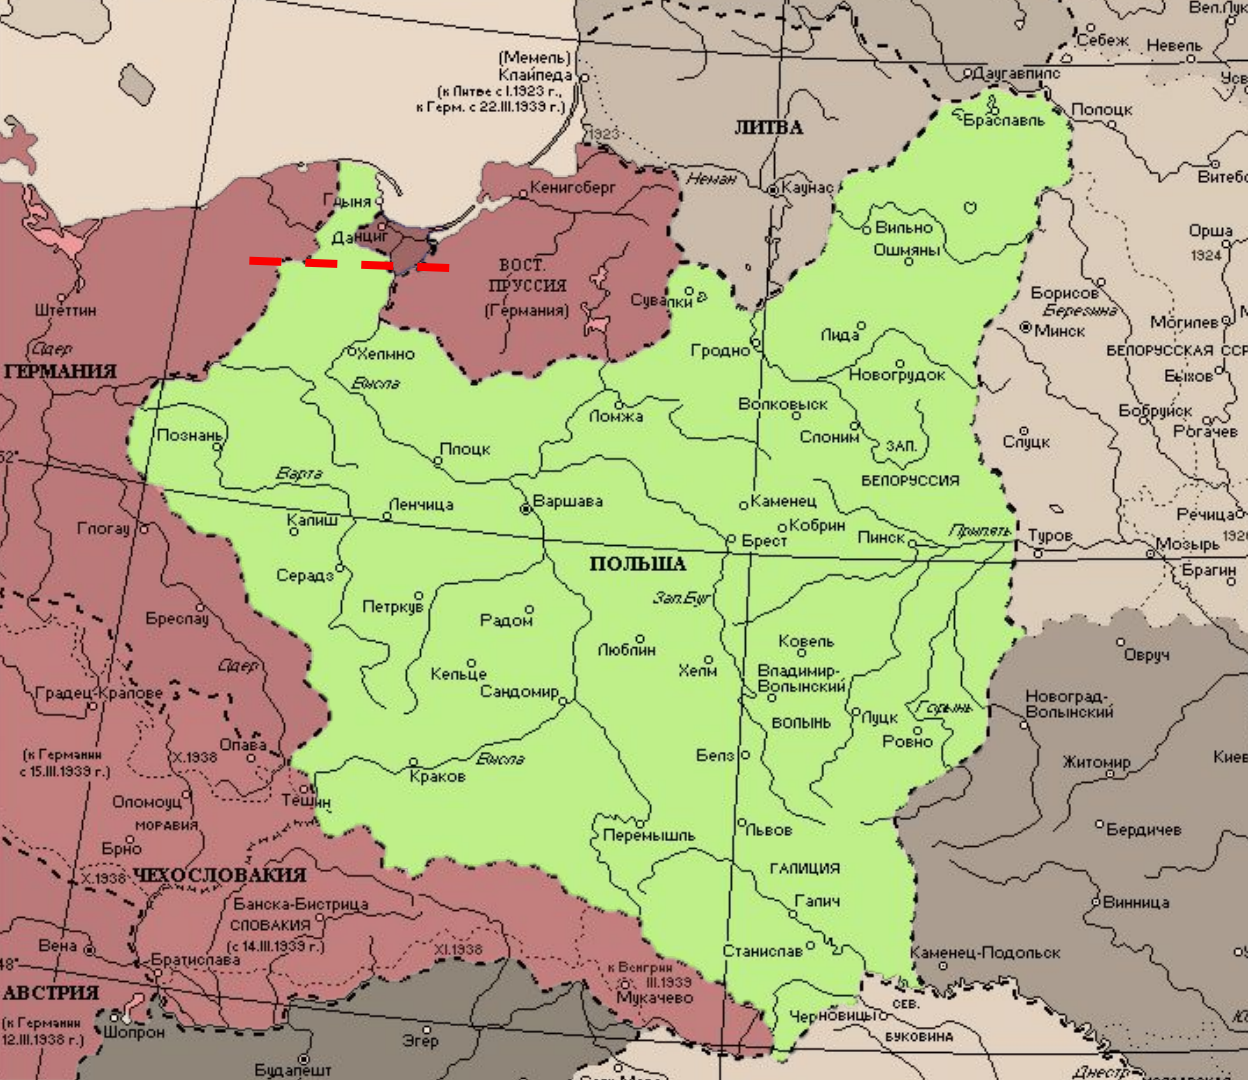 Вел.Лук
Себеж
Невель
(Мемель)
Клайпеда
(к Литве с I.1923 г.,
к Герм. с 22.III.1939 г.)
Даугавпилс
Усв
Полоцк
Браславль
ЛИТВА
1923
Витебс
Неман
Каунас
Кенигсберг
Гдыня
Данциг
Вильно
Ошмяны
Орша
1924
ВОСТ.
ПРУССИЯ
(Германия)
Сувалки
Борисов
Березина
Могилев
Минск
Штеттин
Одер
Лида
Гродно
БЕЛОРУССКАЯ ССР
Хелмно
Висла
Новогрудок
Быхов
ГЕРМАНИЯ
Ломжа
Волковыск
Слоним
ЗАП.
БЕЛОРУССИЯ
Слуцк
Бобруйск
Рогачев
Познань
Плоцк
52°
Варта
Ленчица
Варшава
Каменец
Кобрин
Калиш
Глогау
Брест
Пинск
Припять
Туров
Речица
1926
Мозырь
Брагин
ПОЛЬША
Серадз
Петркув
Радом
Зап.Буг
Бреслау
Люблин
Ковель
Овруч
Одер
Кельце
Хелм
Владимир-
Волынский
Сандомир
Градец-Кралове
ВОЛЫНЬ
Луцк
Горынь
Ровно
Новоград-
Волынский
(к Германии
с 15.III.1939 г.)
Опава
X.1938
Висла
Белз
Краков
Житомир
Киев
Тешин
Оломоуц
МОРАВИЯ
Брно
Перемышль
Львов
Бердичев
X.1938
ЧЕХОСЛОВАКИЯ
ГАЛИЦИЯ
Банска-Бистрица
СЛОВАКИЯ
(с 14.III.1939 г.)
Галич
Винница
Вена
XI.1938
Станислав
Каменец-Подольск
Братислава
48°
к Венгрии
III.1939
Мукачево
АВСТРИЯ
(к Германии
12.III.1938 г.)
Шопрон
Черновицы
СЕВ.
БУКОВИНА
Эгер
Будапешт
Днестр